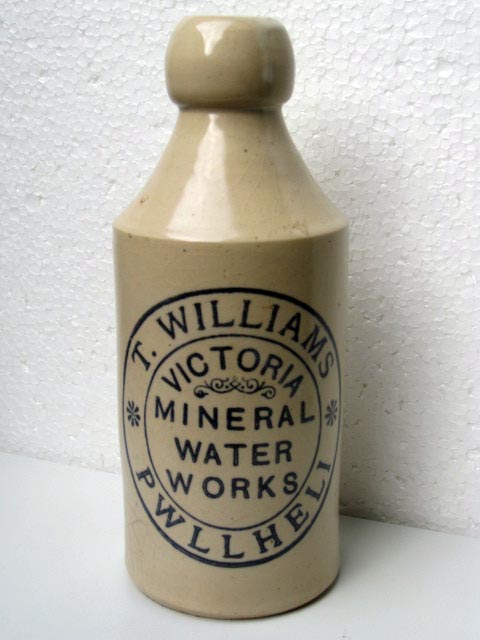 T. WILLIAMS
VICTORIA
MINERAL
WATER
WORKS
PWLLHELI